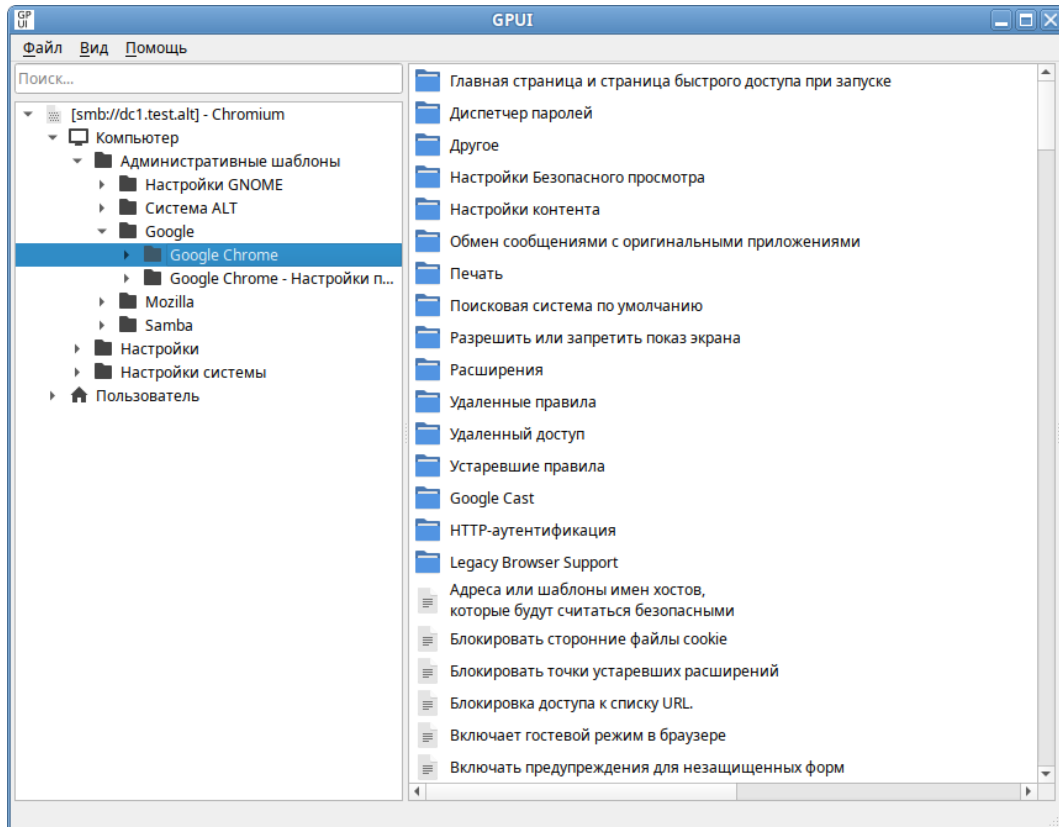 GPUI
GPUI
Файл Вид Помощь
Поиск...
[smb://dc1.test.alt] - Chromium
Компьютер
Административные шаблоны
Настройки GNOME
Система ALT
Google
Google Chrome
Google Chrome - Настройки п...
Mozilla
Samba
Настройки
Настройки системы
Пользователь
Главная страница и страница быстрого доступа при запуске
Диспетчер паролей
Другое
Настройки Безопасного просмотра
Настройки контента
Обмен сообщениями с оригинальными приложениями
Печать
Поисковая система по умолчанию
Разрешить или запретить показ экрана
Расширения
Удаленные правила
Удаленный доступ
Устаревшие правила
Google Cast
HTTP-аутентификация
Legacy Browser Support
Адреса или шаблоны имен хостов,
которые будут считаться безопасными
Блокировать сторонние файлы cookie
Блокировать точки устаревших расширений
Блокировка доступа к списку URL.
Включает гостевой режим в браузере
Включать предупреждения для незащищенных форм